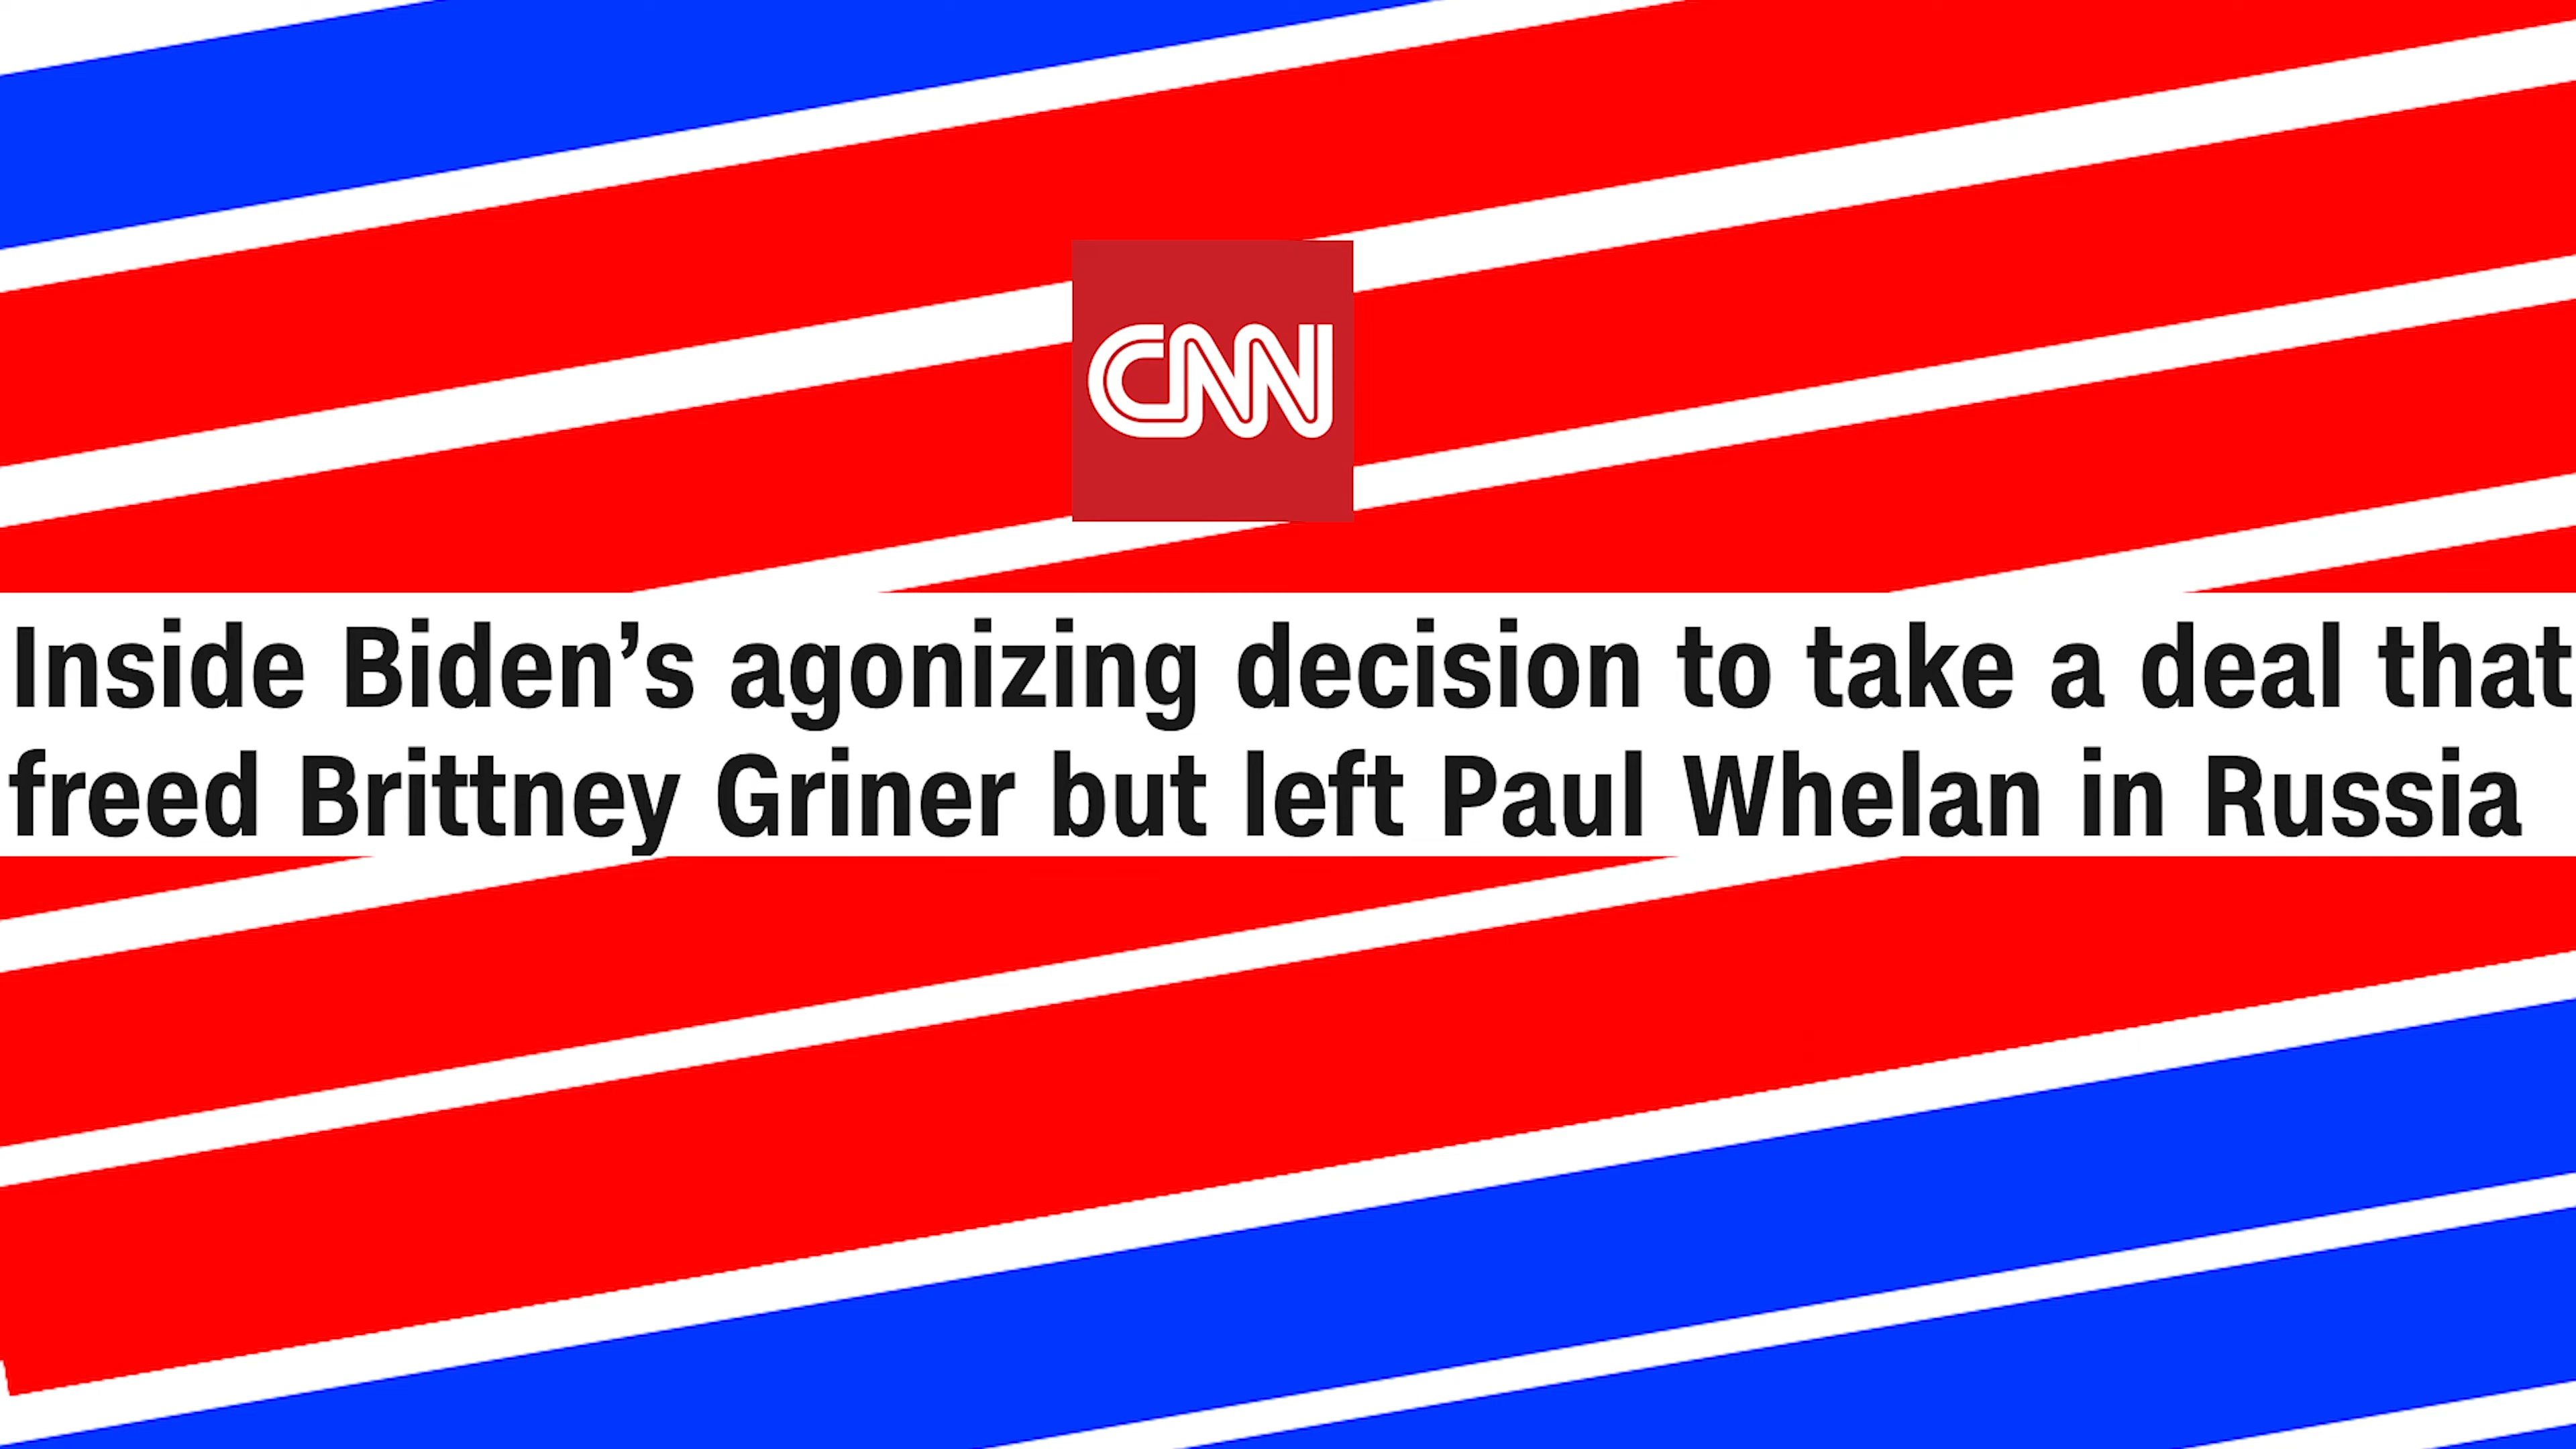 CNN
Inside Biden’s agonizing decision to take a deal that
freed Brittney Griner but left Paul Whelan in Russia